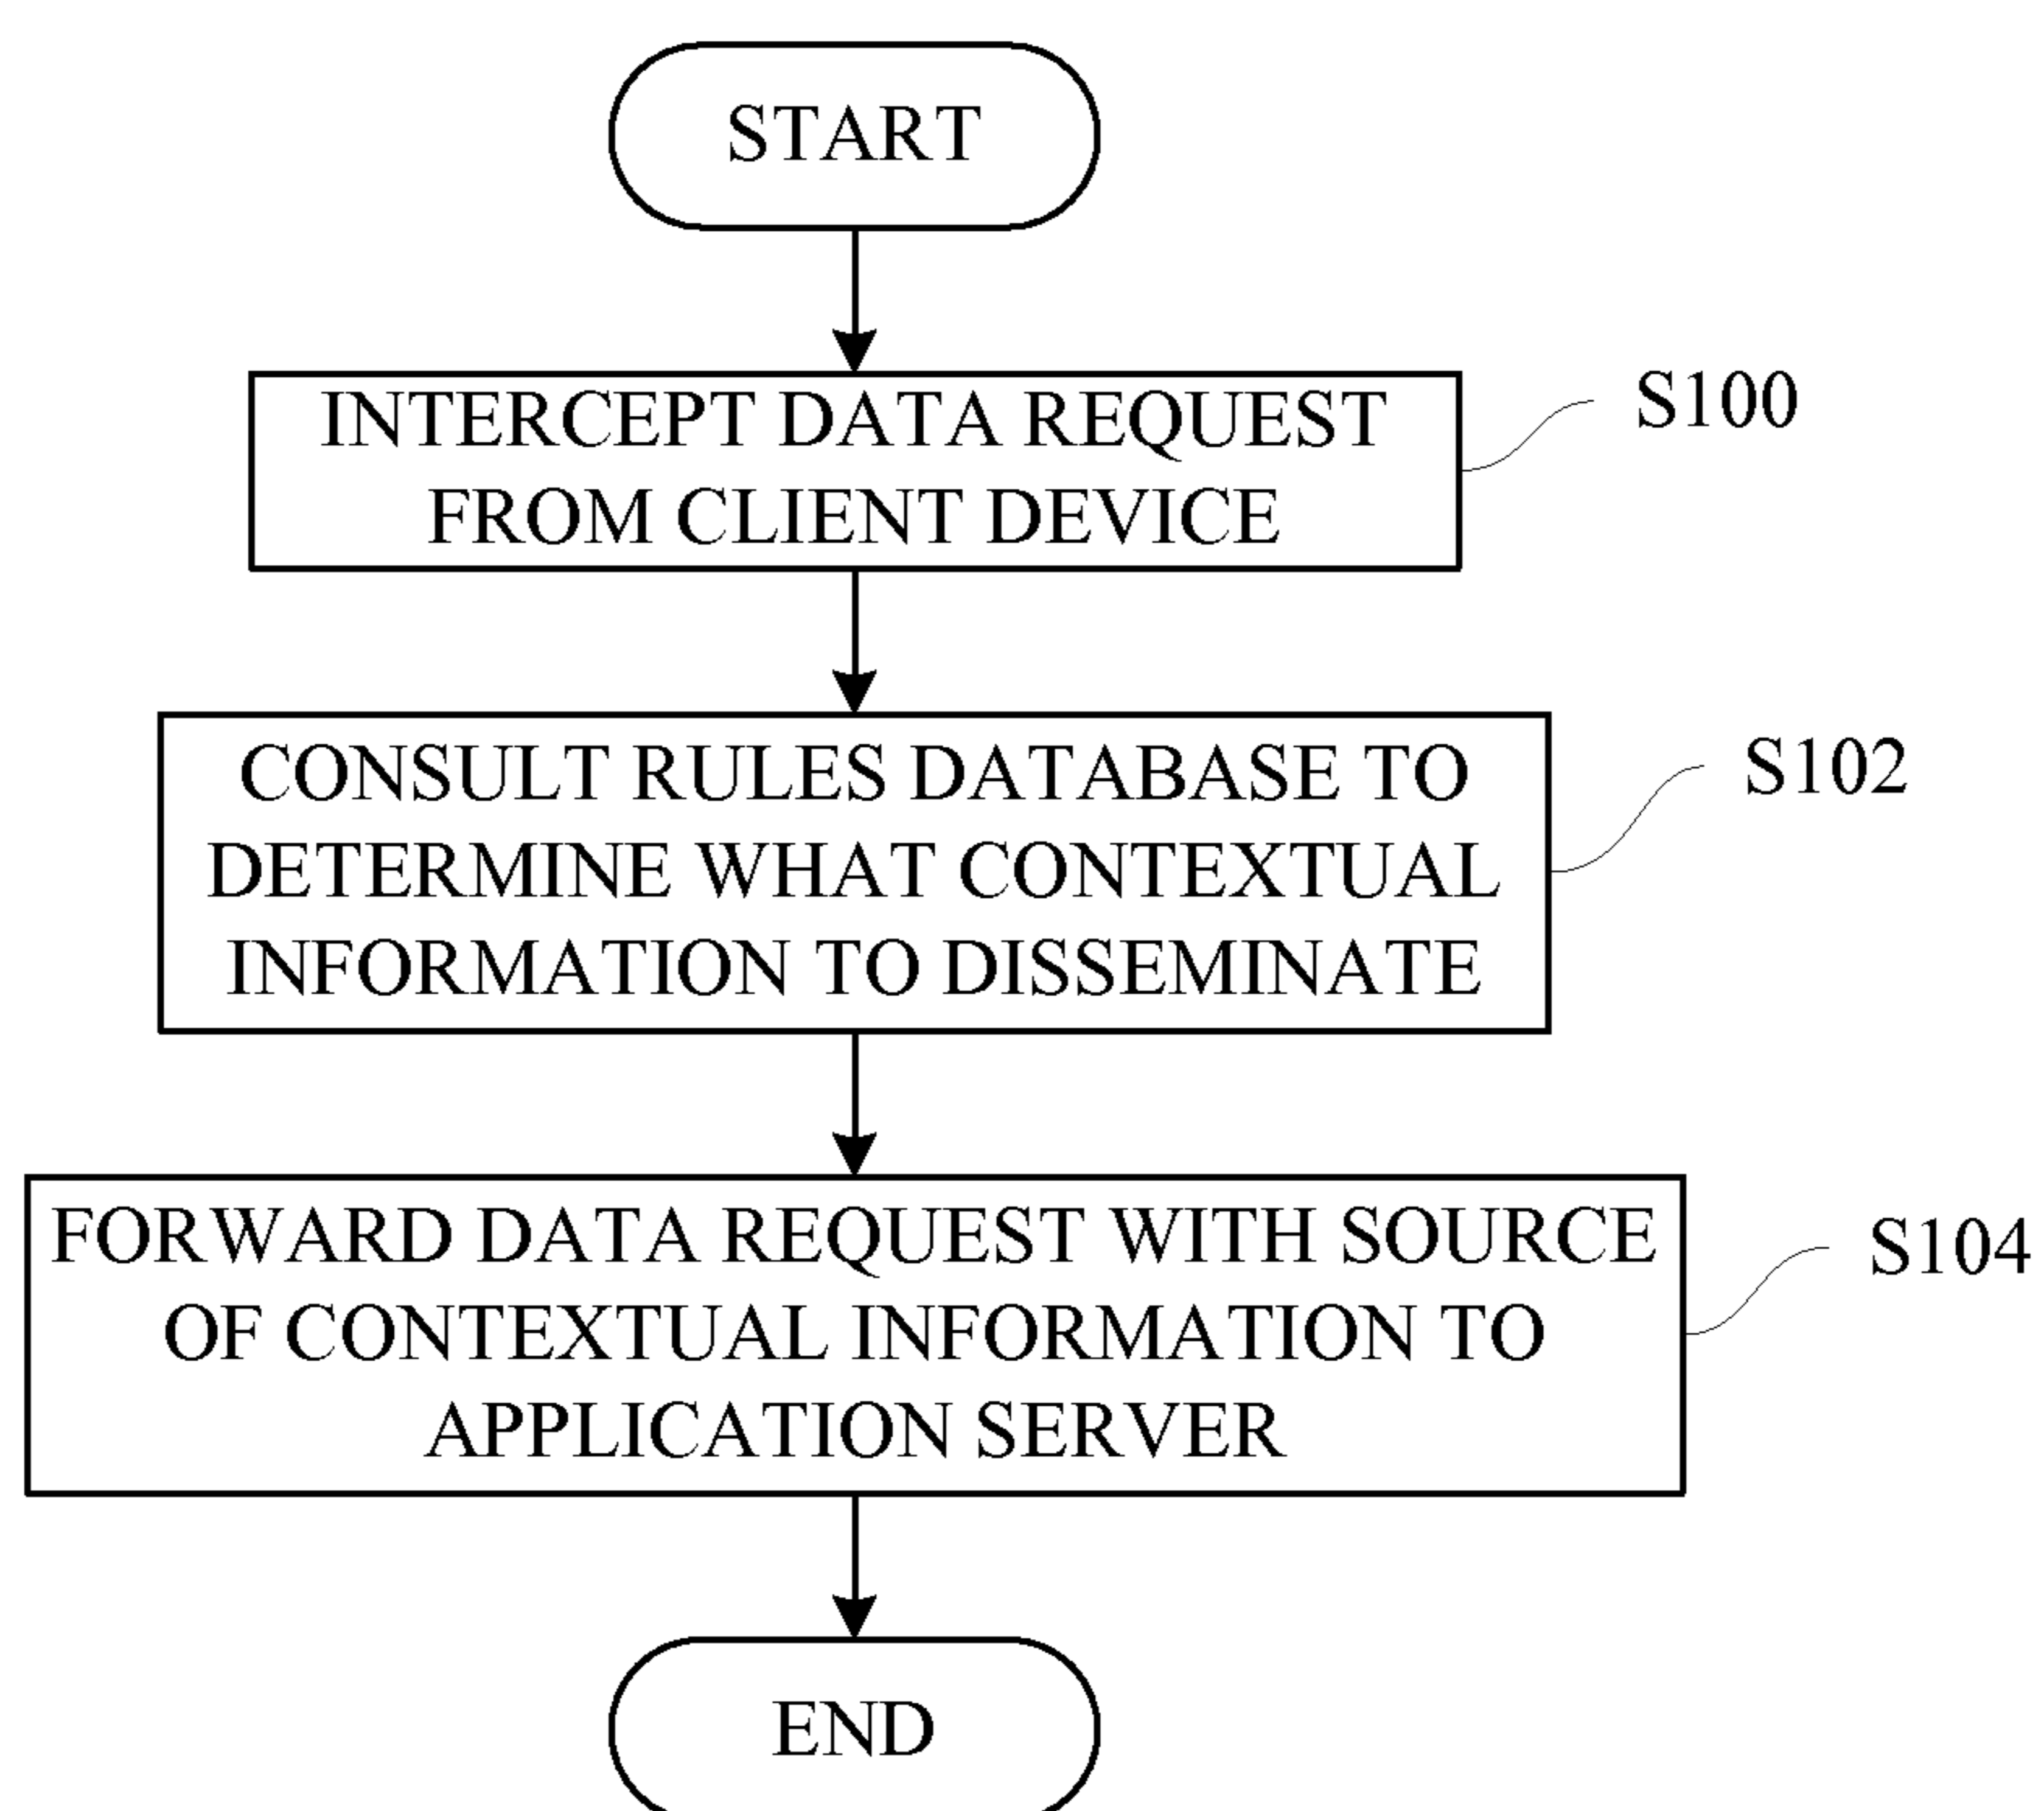 START
INTERCEPT DATA REQUEST
FROM CLIENT DEVICE
S100
CONSULT RULES DATABASE TO
DETERMINE WHAT CONTEXTUAL
INFORMATION TO DISSEMINATE
S102
FORWARD DATA REQUEST WITH SOURCE
OF CONTEXTUAL INFORMATION TO
APPLICATION SERVER
S104
END